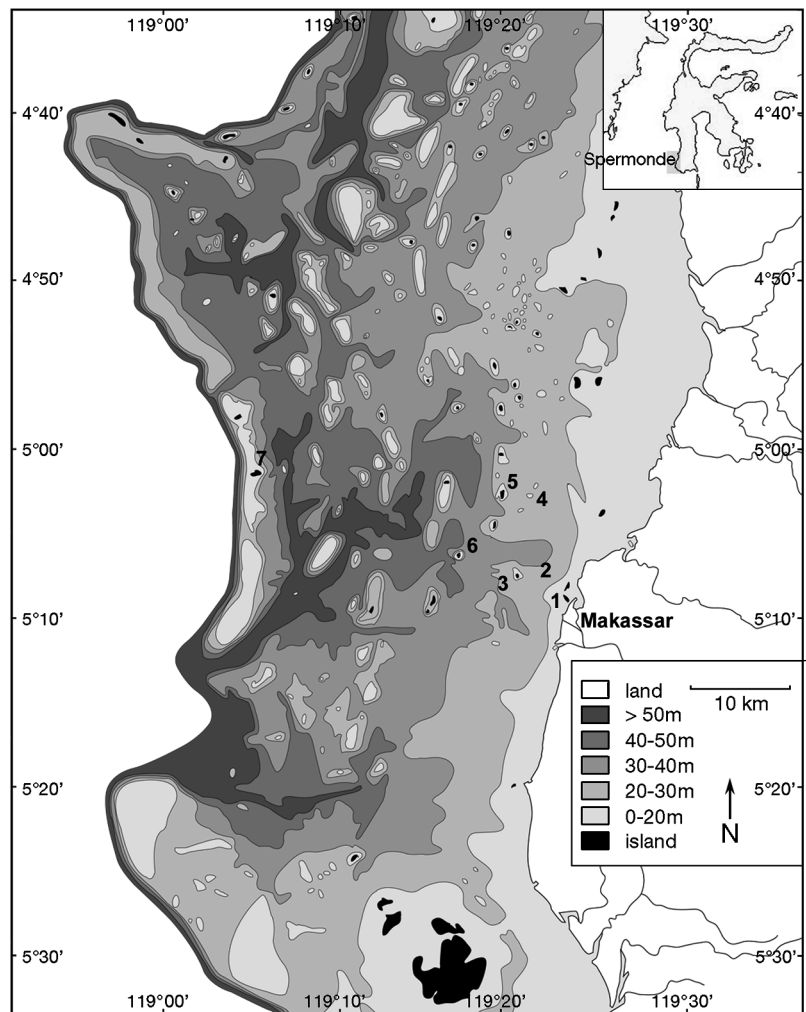 119°00’ 119°10’ 119°20’ 119°30’
4°40’ 4°40’
Spermonde
4°50’ 4°50’
5°00’ 5°00’
7
5
4
6
2
3
1
Makassar
5°10’ 5°10’
land
10 km
> 50m
40-50m
30-40m
20-30m
0-20m
island
N
5°20’ 5°20’
5°30’ 5°30’
119°00’ 119°10’ 119°20’ 119°30’